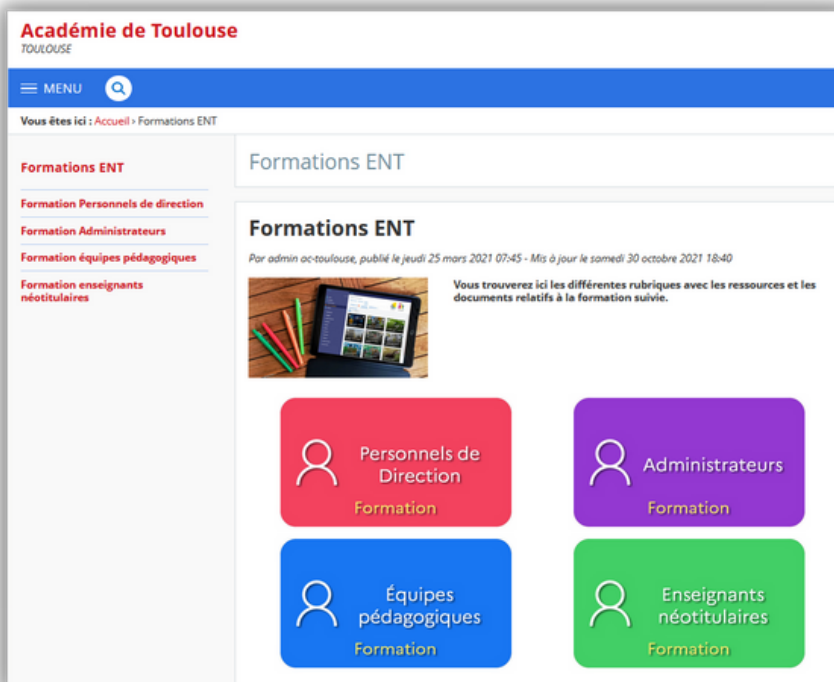 Académie de Toulouse
TOULOUSE
MENU
Vous êtes ici : Accueil › Formations ENT
Formations ENT
Formation Personnels de direction
Formation Administrateurs
Formation équipes pédagogiques
Formation enseignants
néotitulaires
Formations ENT
Formations ENT
Par admin ac-toulouse, publié le jeudi 25 mars 2021 07:45 - Mis à jour le samedi 30 octobre 2021 18:40
Vous trouverez ici les différentes rubriques avec les ressources et les
documents relatifs à la formation suivie.
Personnels de
Direction
Formation
Administrateurs
Formation
Équipes
pédagogiques
Formation
Enseignants
néotitulaires
Formation